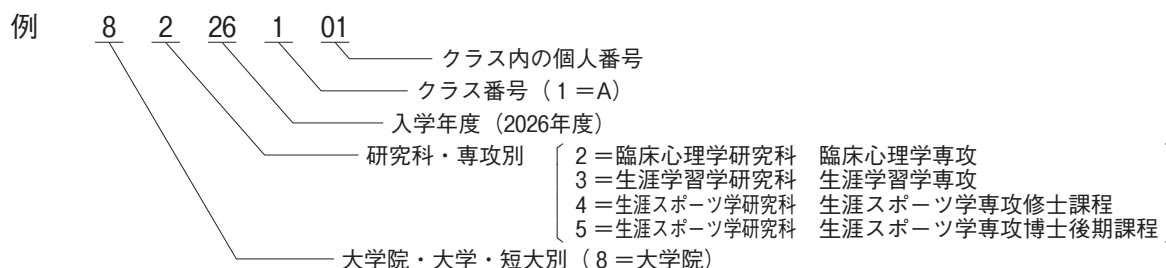 例 8 2 26 1 01
クラス内の個人番号
クラス番号（1＝A）
入学年度（2026年度）
研究科・専攻別 2＝臨床心理学研究科 臨床心理学専攻
3＝生涯学習学研究科 生涯学習学専攻
4＝生涯スポーツ学研究科 生涯スポーツ学専攻修士課程
5＝生涯スポーツ学研究科 生涯スポーツ学専攻博士後期課程
大学院・大学・短大別（8＝大学院）